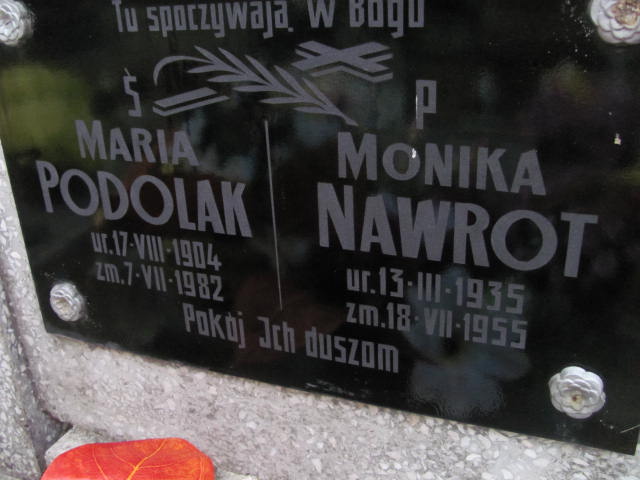 Tu spoczywają w Bogu
Ś P
MARIA
PODOLAK
ur. 17-VIII-1904
zm. 7-VII-1982
MONIKA
NAWROT
ur. 13-III-1935
zm. 18-VII-1955
Pokój Ich duszom